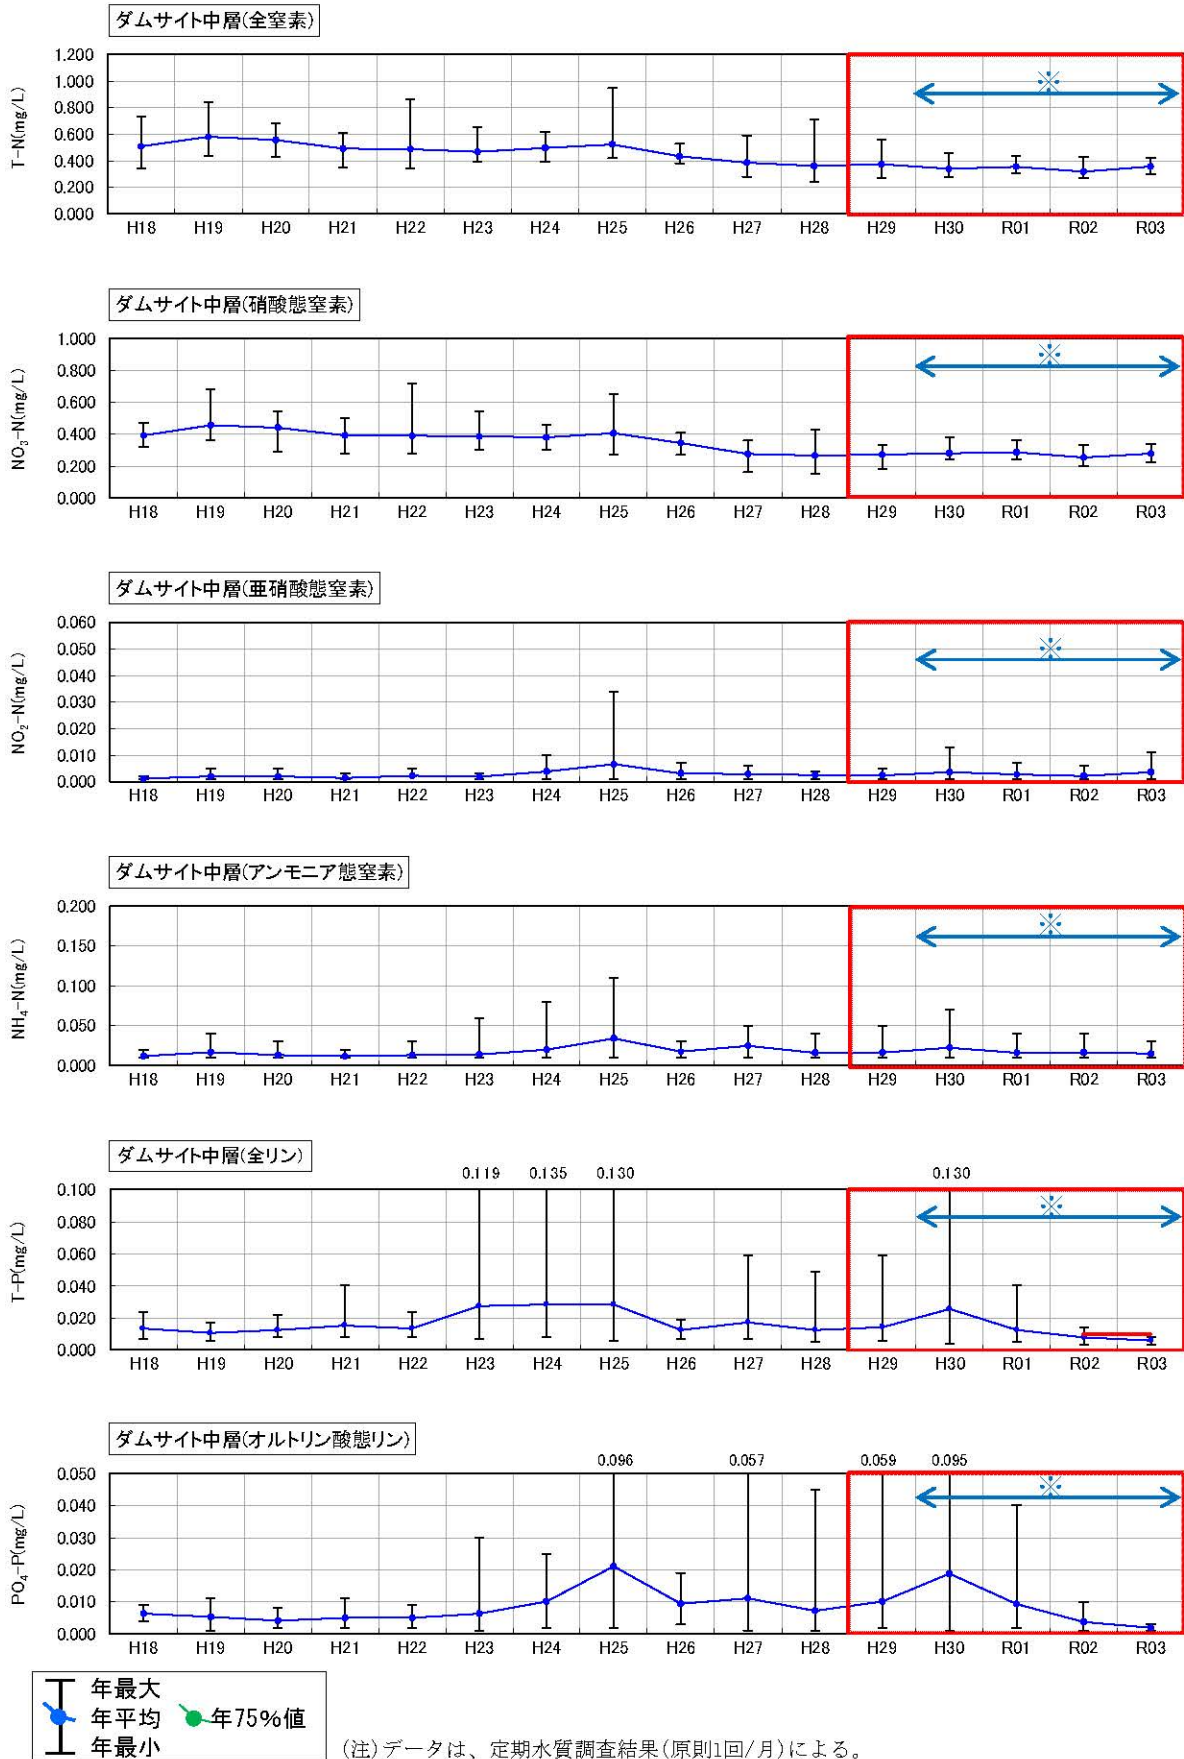 ダムサイト中層(全窒素)
T-N(mg/L)
1.200
1.000
0.800
0.600
0.400
0.200
0.000
※
H18 H19 H20 H21 H22 H23 H24 H25 H26 H27 H28 H29 H30 R01 R02 R03
ダムサイト中層(硝酸態窒素)
NO₃-N(mg/L)
1.000
0.800
0.600
0.400
0.200
0.000
※
H18 H19 H20 H21 H22 H23 H24 H25 H26 H27 H28 H29 H30 R01 R02 R03
ダムサイト中層(亜硝酸態窒素)
NO₂-N(mg/L)
0.060
0.050
0.040
0.030
0.020
0.010
0.000
※
H18 H19 H20 H21 H22 H23 H24 H25 H26 H27 H28 H29 H30 R01 R02 R03
ダムサイト中層(アンモニア態窒素)
NH₄-N(mg/L)
0.200
0.150
0.100
0.050
0.000
※
H18 H19 H20 H21 H22 H23 H24 H25 H26 H27 H28 H29 H30 R01 R02 R03
ダムサイト中層(全リン)
0.119 0.135 0.130 0.130
T-P(mg/L)
0.100
0.080
0.060
0.040
0.020
0.000
※
H18 H19 H20 H21 H22 H23 H24 H25 H26 H27 H28 H29 H30 R01 R02 R03
ダムサイト中層(オルトリン酸態リン)
0.096 0.057 0.059 0.095
PO₄-P(mg/L)
0.050
0.040
0.030
0.020
0.010
0.000
※
H18 H19 H20 H21 H22 H23 H24 H25 H26 H27 H28 H29 H30 R01 R02 R03
年最大
年平均 年75%値
年最小
(注)データは、定期水質調査結果(原則1回/月)による。